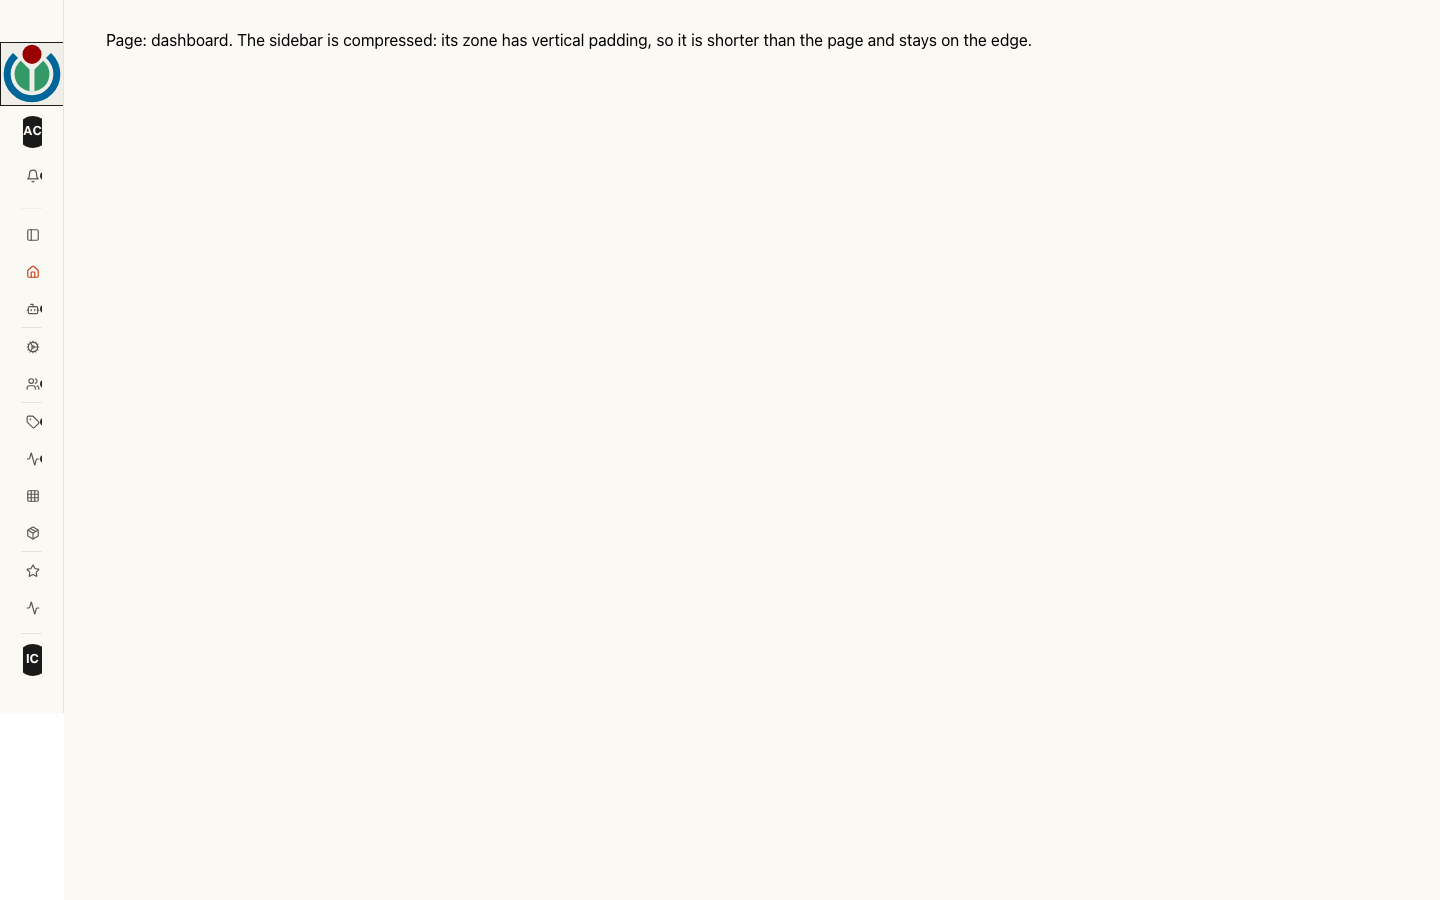 Page: dashboard. The sidebar is compressed: its zone has vertical padding, so it is shorter than the page and stays on the edge.
AC
IC